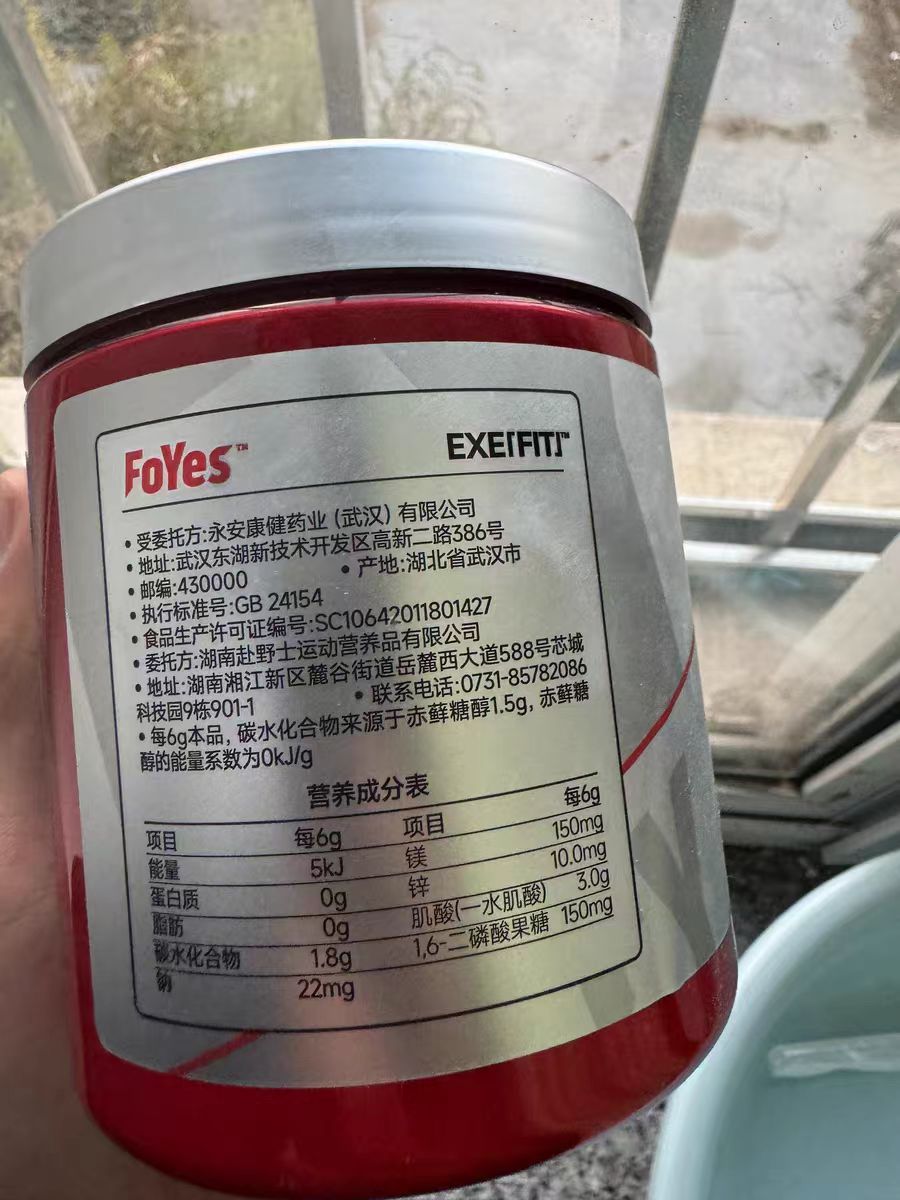 FoYes™ EXE[FIT]™
• 受委托方:永安康健药业（武汉）有限公司
• 地址:武汉东湖新技术开发区高新二路386号
• 邮编:430000 • 产地:湖北省武汉市
• 执行标准号:GB 24154
• 食品生产许可证编号:SC10642011801427
• 委托方:湖南赴野士运动营养品有限公司
• 地址:湖南湘江新区麓谷街道岳麓西大道588号芯城
科技园9栋901-1 • 联系电话:0731-85782086
• 每6g本品, 碳水化合物来源于赤藓糖醇1.5g, 赤藓糖
醇的能量系数为0kJ/g
营养成分表
项目 每6g 项目 每6g
能量 5kJ 镁 150mg
蛋白质 0g 锌 10.0mg
脂肪 0g 肌酸(一水肌酸) 3.0g
碳水化合物 1.8g 1,6-二磷酸果糖 150mg
钠 22mg